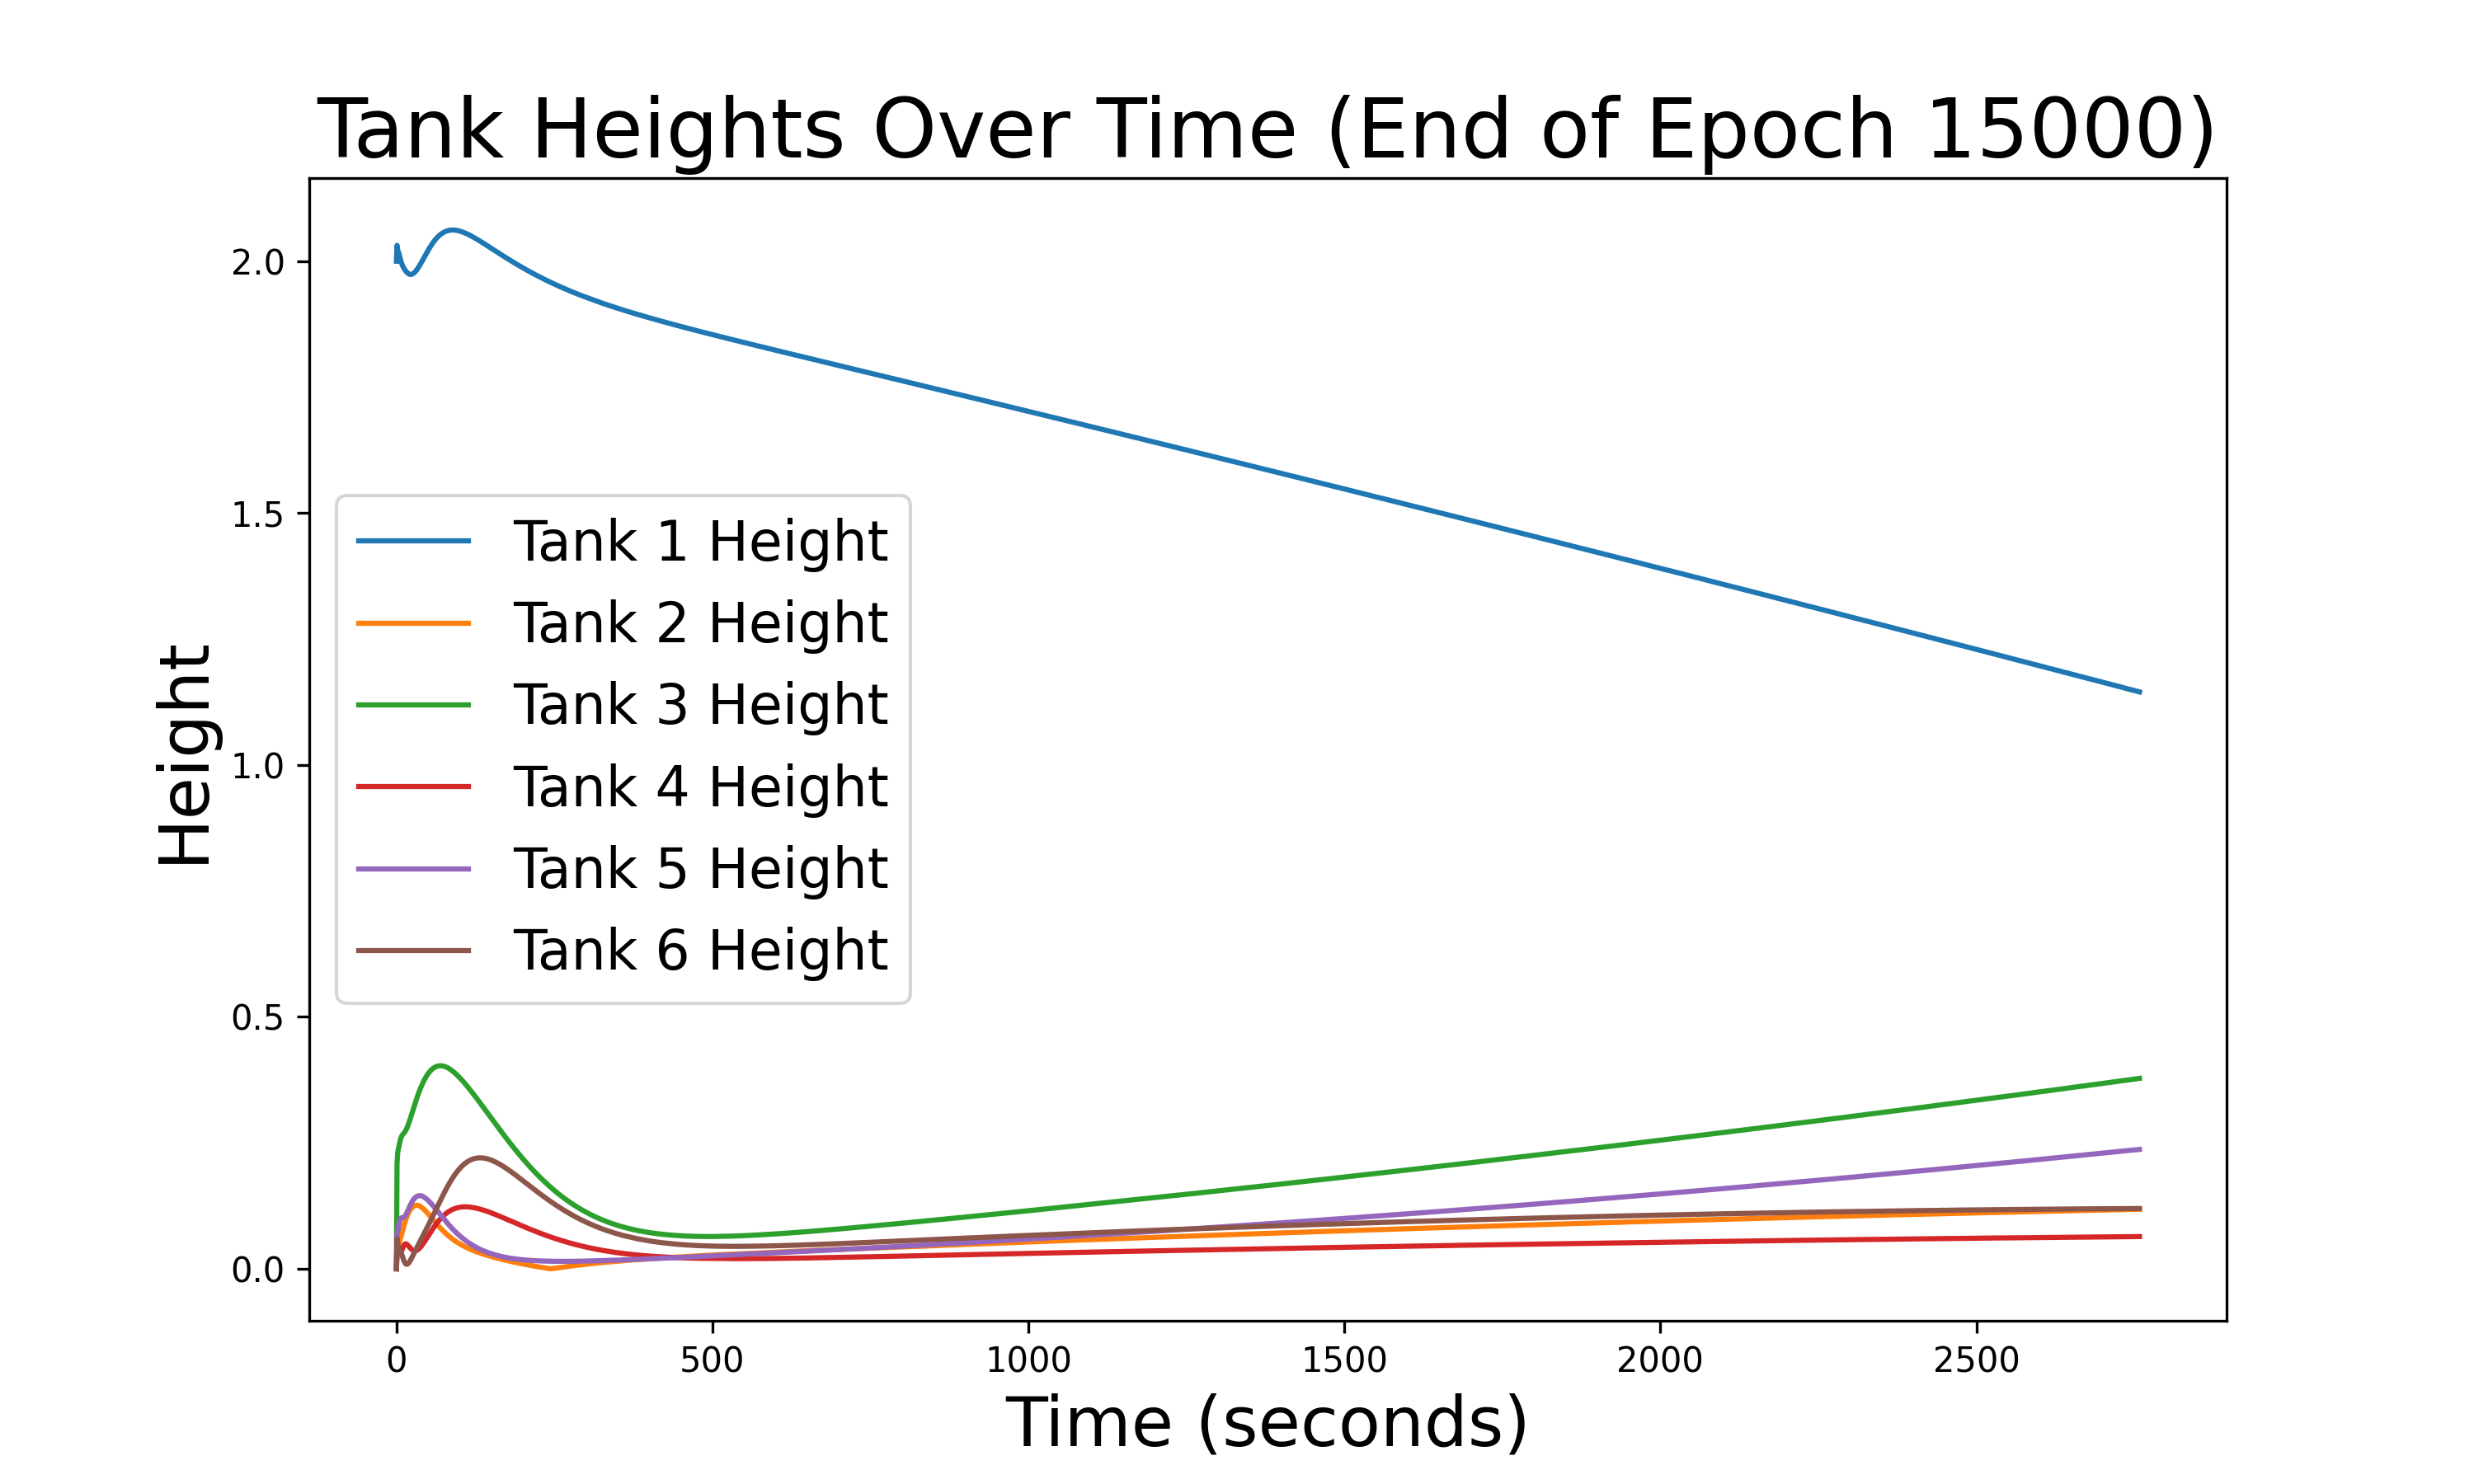 Tank Heights Over Time (End of Epoch 15000)
Height
2.0
1.5
1.0
0.5
0.0
Tank 1 Height
Tank 2 Height
Tank 3 Height
Tank 4 Height
Tank 5 Height
Tank 6 Height
0 500 1000 1500 2000 2500
Time (seconds)